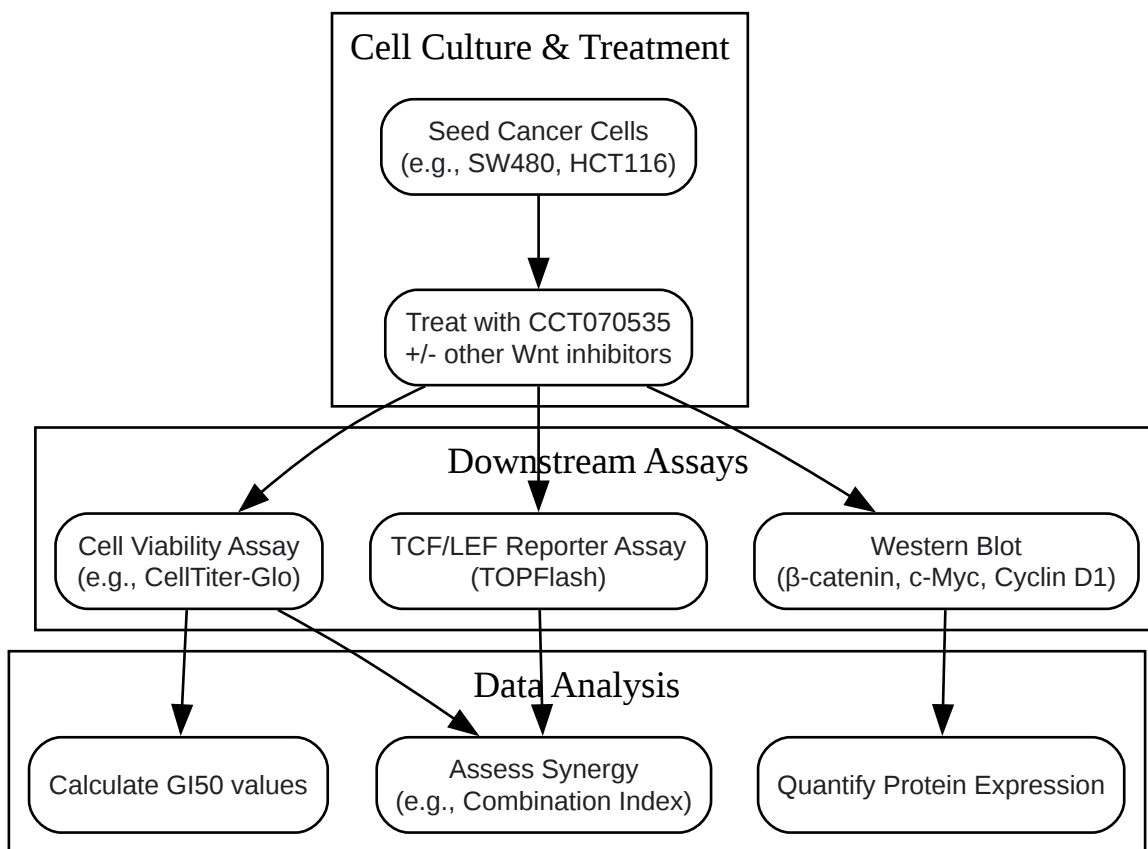 Cell Culture & Treatment
Seed Cancer Cells
(e.g., SW480, HCT116)
Treat with CCT070535
+/- other Wnt inhibitors
Downstream Assays
Cell Viability Assay
(e.g., CellTiter-Glo)
TCF/LEF Reporter Assay
(TOPFlash)
Western Blot
(β-catenin, c-Myc, Cyclin D1)
Data Analysis
Calculate GI50 values
Assess Synergy
(e.g., Combination Index)
Quantify Protein Expression